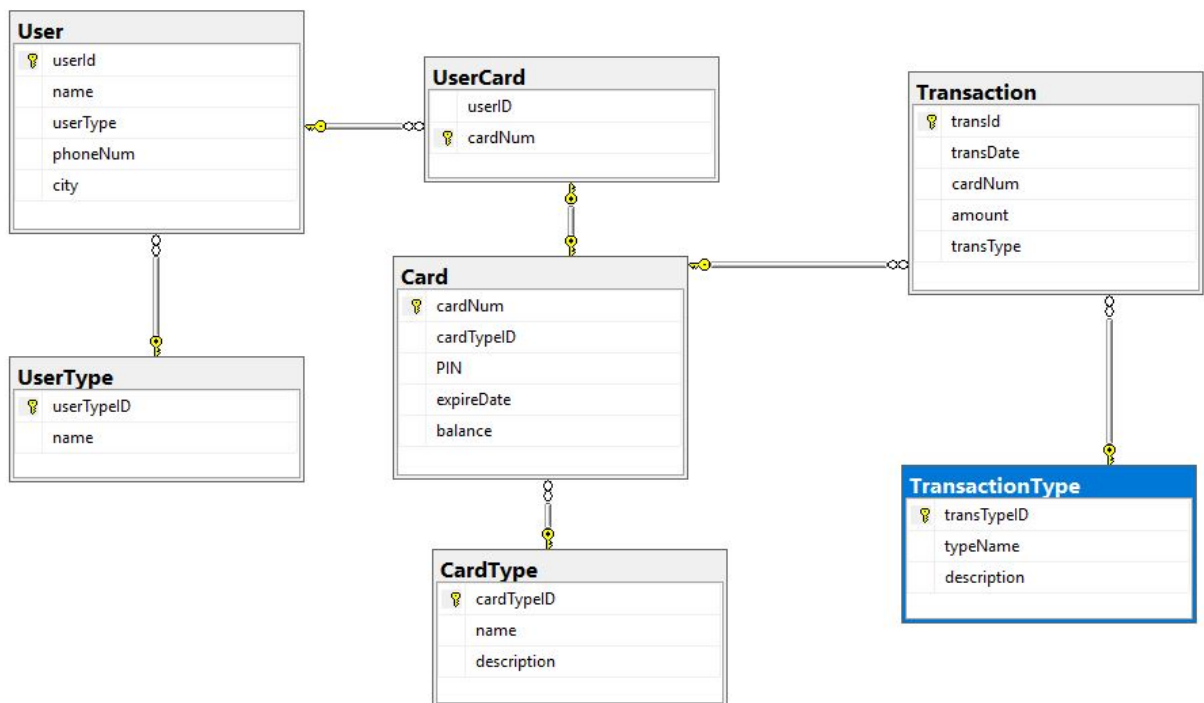 User
userId
name
userType
phoneNum
city
UserCard
userID
cardNum
Transaction
transId
transDate
cardNum
amount
transType
Card
cardNum
cardTypeID
PIN
expireDate
balance
UserType
userTypeID
name
TransactionType
transTypeID
typeName
description
CardType
cardTypeID
name
description